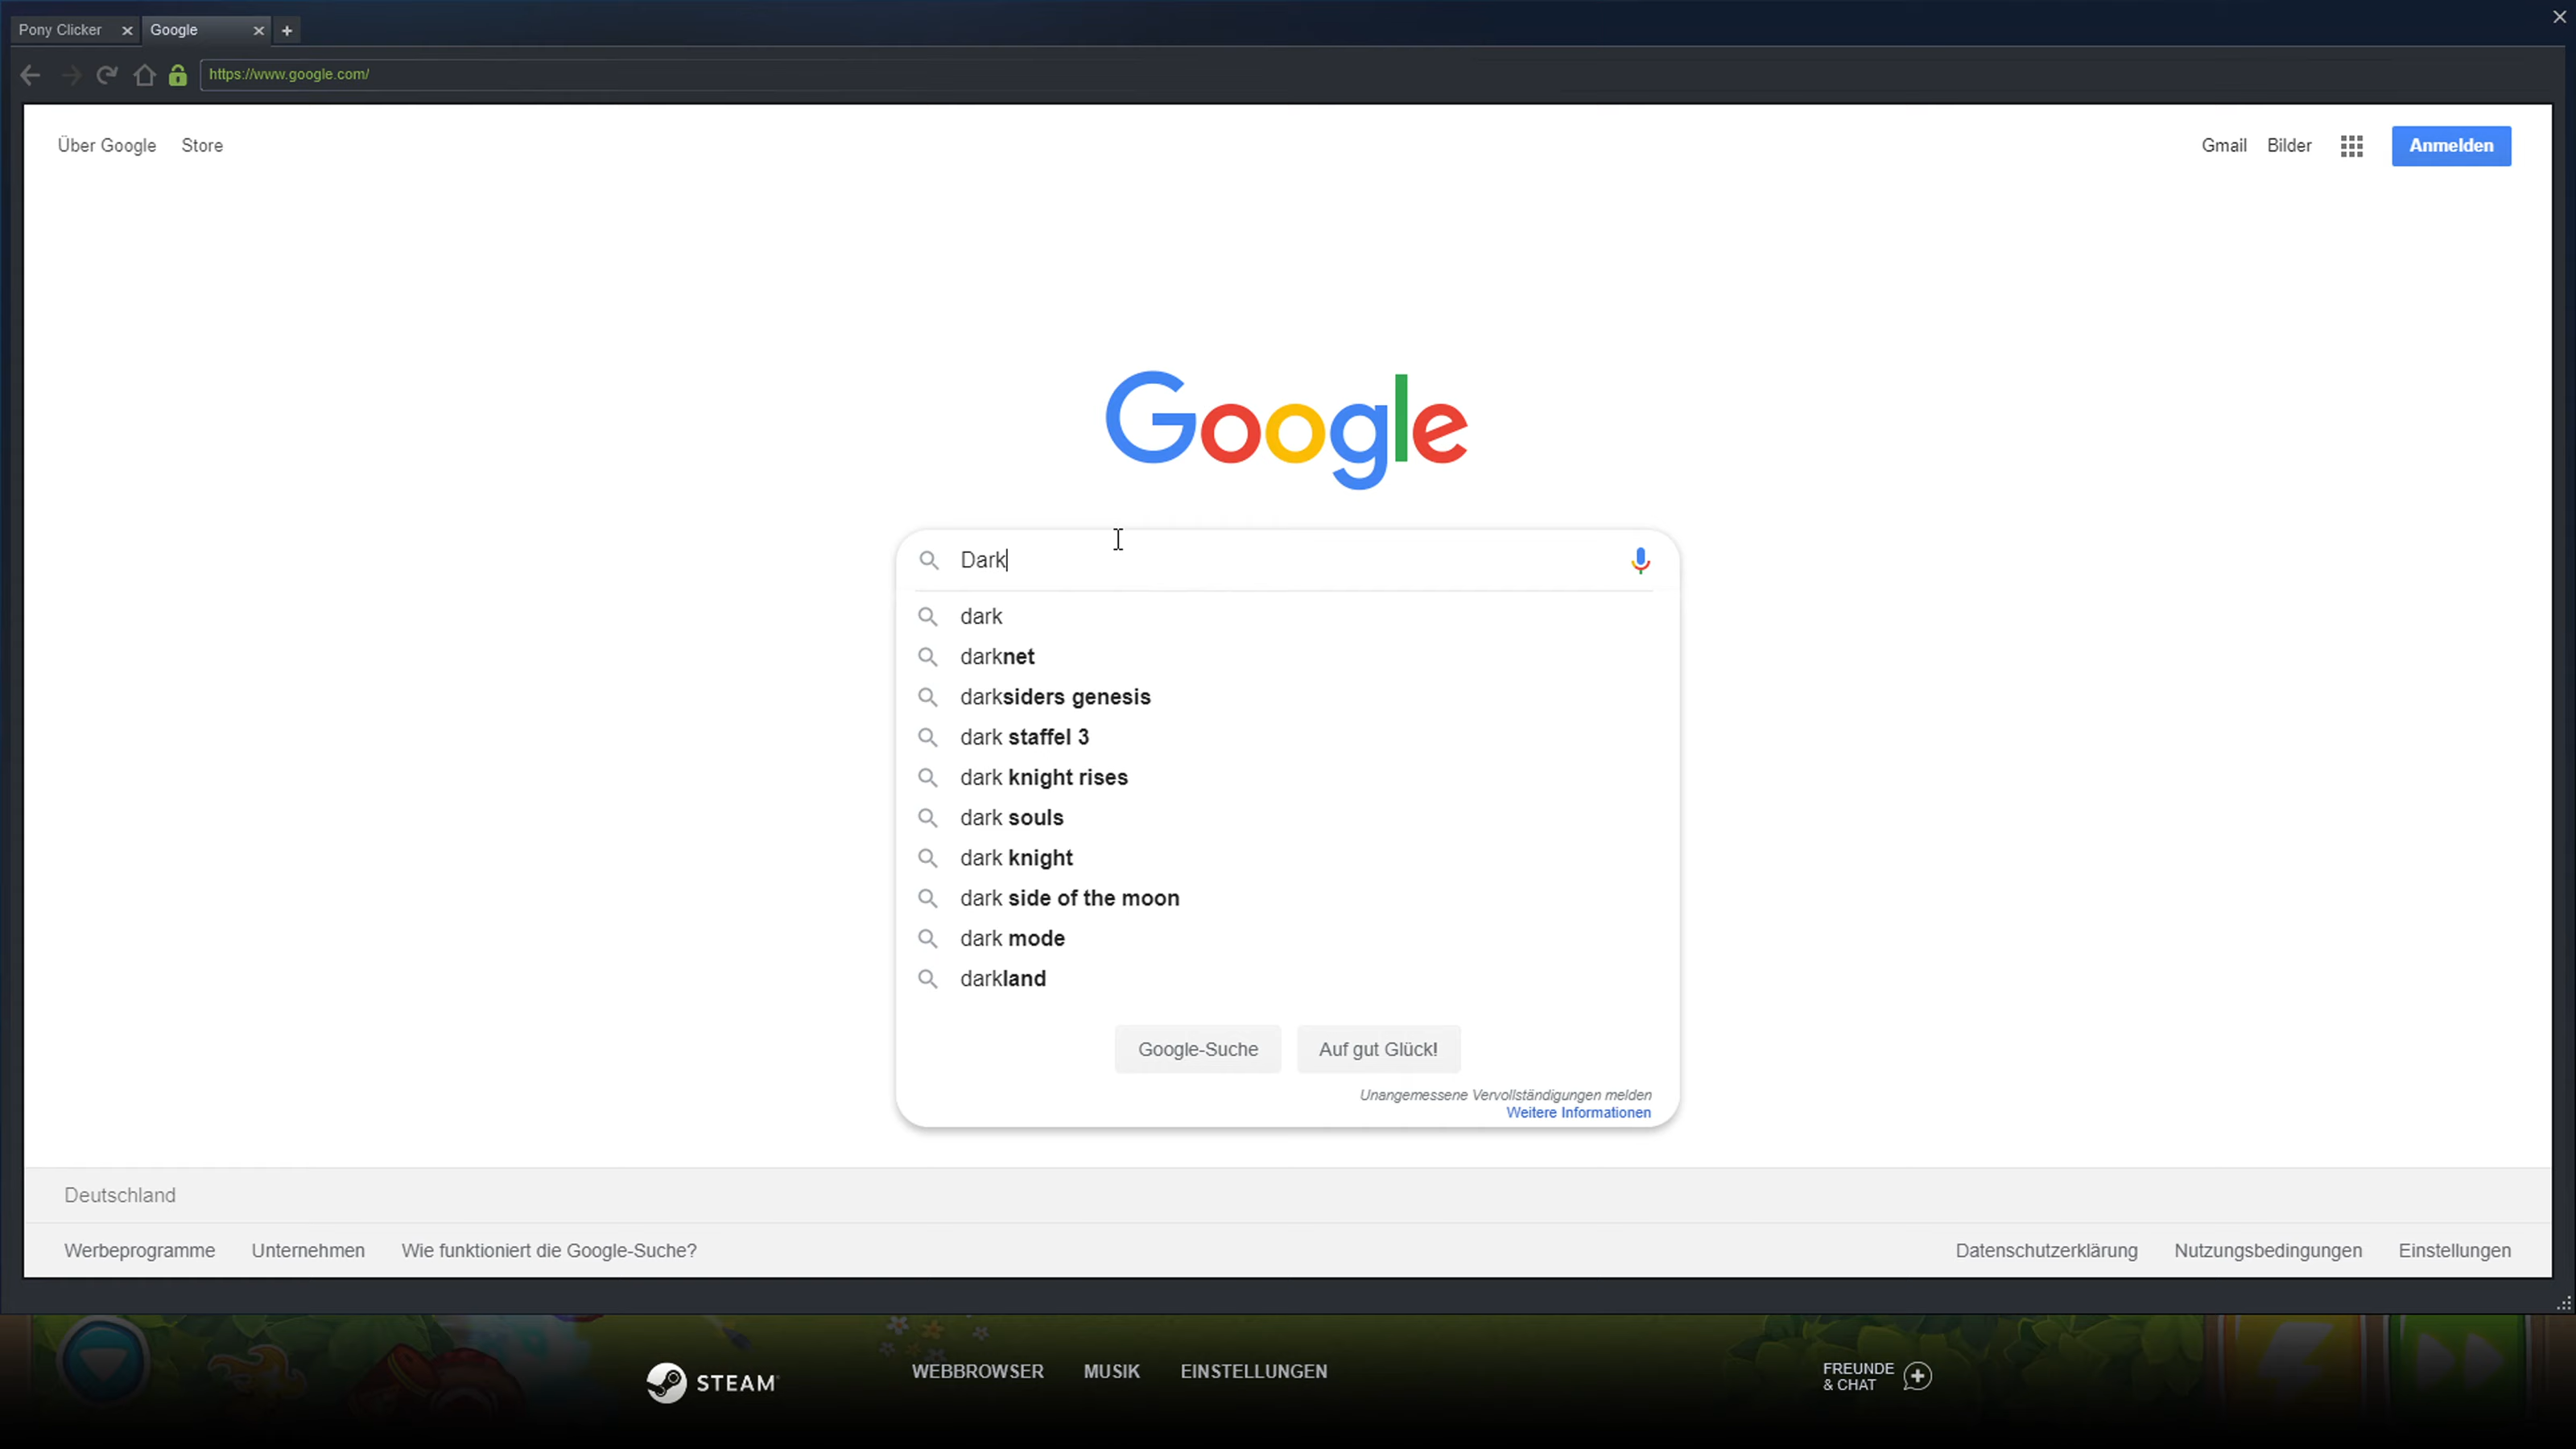 Pony Clicker
Google
https://www.google.com/
Über Google Store
Gmail Bilder Anmelden
Google
Dark
dark
darknet
darksiders genesis
dark staffel 3
dark knight rises
dark souls
dark knight
dark side of the moon
dark mode
darkland
Google-Suche Auf gut Glück!
Unangemessene Vervollständigungen melden
Weitere Informationen
Deutschland
Werbeprogramme Unternehmen Wie funktioniert die Google-Suche?
Datenschutzerklärung Nutzungsbedingungen Einstellungen
STEAM
WEBBROWSER MUSIK EINSTELLUNGEN
FREUNDE
& CHAT